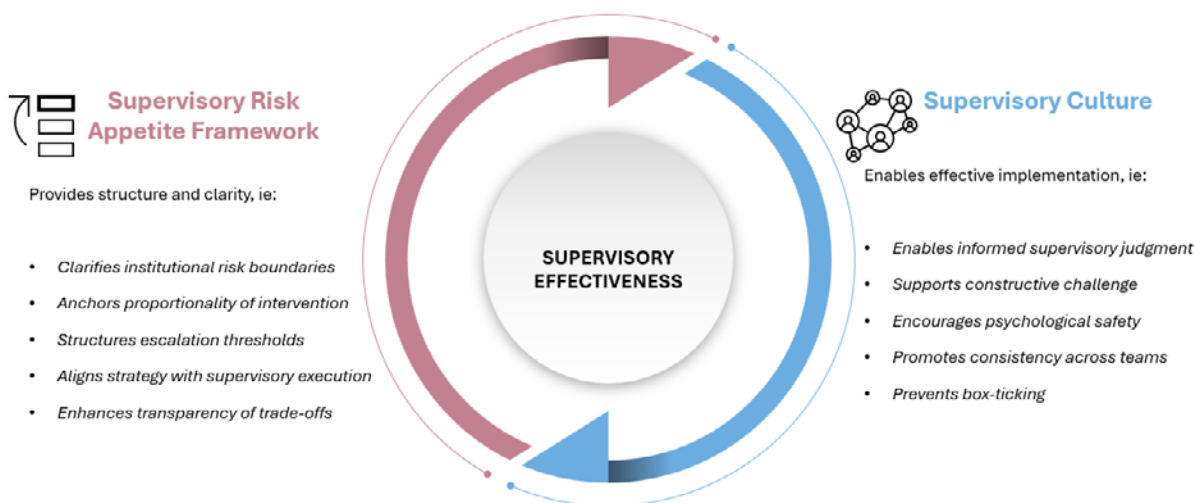 Supervisory Risk
Appetite Framework
Provides structure and clarity, ie:
• Clarifies institutional risk boundaries
• Anchors proportionality of intervention
• Structures escalation thresholds
• Aligns strategy with supervisory execution
• Enhances transparency of trade-offs
SUPERVISORY
EFFECTIVENESS
Supervisory Culture
Enables effective implementation, ie:
• Enables informed supervisory judgment
• Supports constructive challenge
• Encourages psychological safety
• Promotes consistency across teams
• Prevents box-ticking